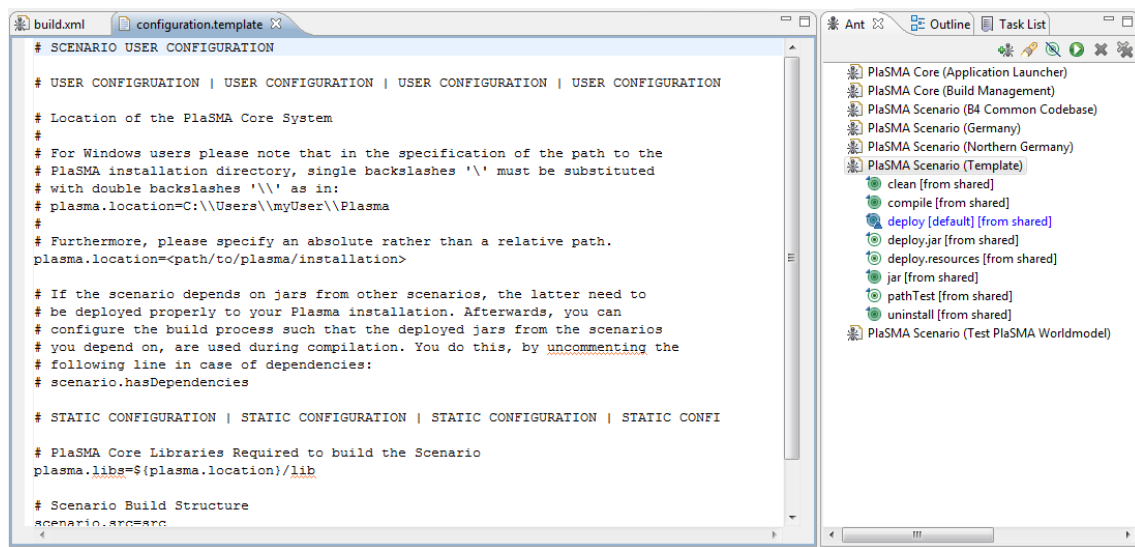 build.xml
configuration.template
# SCENARIO USER CONFIGURATION
# USER CONFIGRUATION | USER CONFIGURATION | USER CONFIGURATION | USER CONFIGURATION
# Location of the PlaSMA Core System
#
# For Windows users please note that in the specification of the path to the
# PlaSMA installation directory, single backslashes '\' must be substituted
# with double backslashes '\\' as in:
# plasma.location=C:\\Users\\myUser\\Plasma
#
# Furthermore, please specify an absolute rather than a relative path.
plasma.location=<path/to/plasma/installation>
# If the scenario depends on jars from other scenarios, the latter need to
# be deployed properly to your Plasma installation. Afterwards, you can
# configure the build process such that the deployed jars from the scenarios
# you depend on, are used during compilation. You do this, by uncommenting the
# following line in case of dependencies:
# scenario.hasDependencies
# STATIC CONFIGURATION | STATIC CONFIGURATION | STATIC CONFIGURATION | STATIC CONFI
# PlaSMA Core Libraries Required to build the Scenario
plasma.libs=${plasma.location}/lib
# Scenario Build Structure
scenario.src=src
Ant
Outline
Task List
PlaSMA Core (Application Launcher)
PlaSMA Core (Build Management)
PlaSMA Scenario (B4 Common Codebase)
PlaSMA Scenario (Germany)
PlaSMA Scenario (Northern Germany)
PlaSMA Scenario (Template)
clean [from shared]
compile [from shared]
deploy [default] [from shared]
deploy.jar [from shared]
deploy.resources [from shared]
jar [from shared]
pathTest [from shared]
uninstall [from shared]
PlaSMA Scenario (Test PlaSMA Worldmodel)